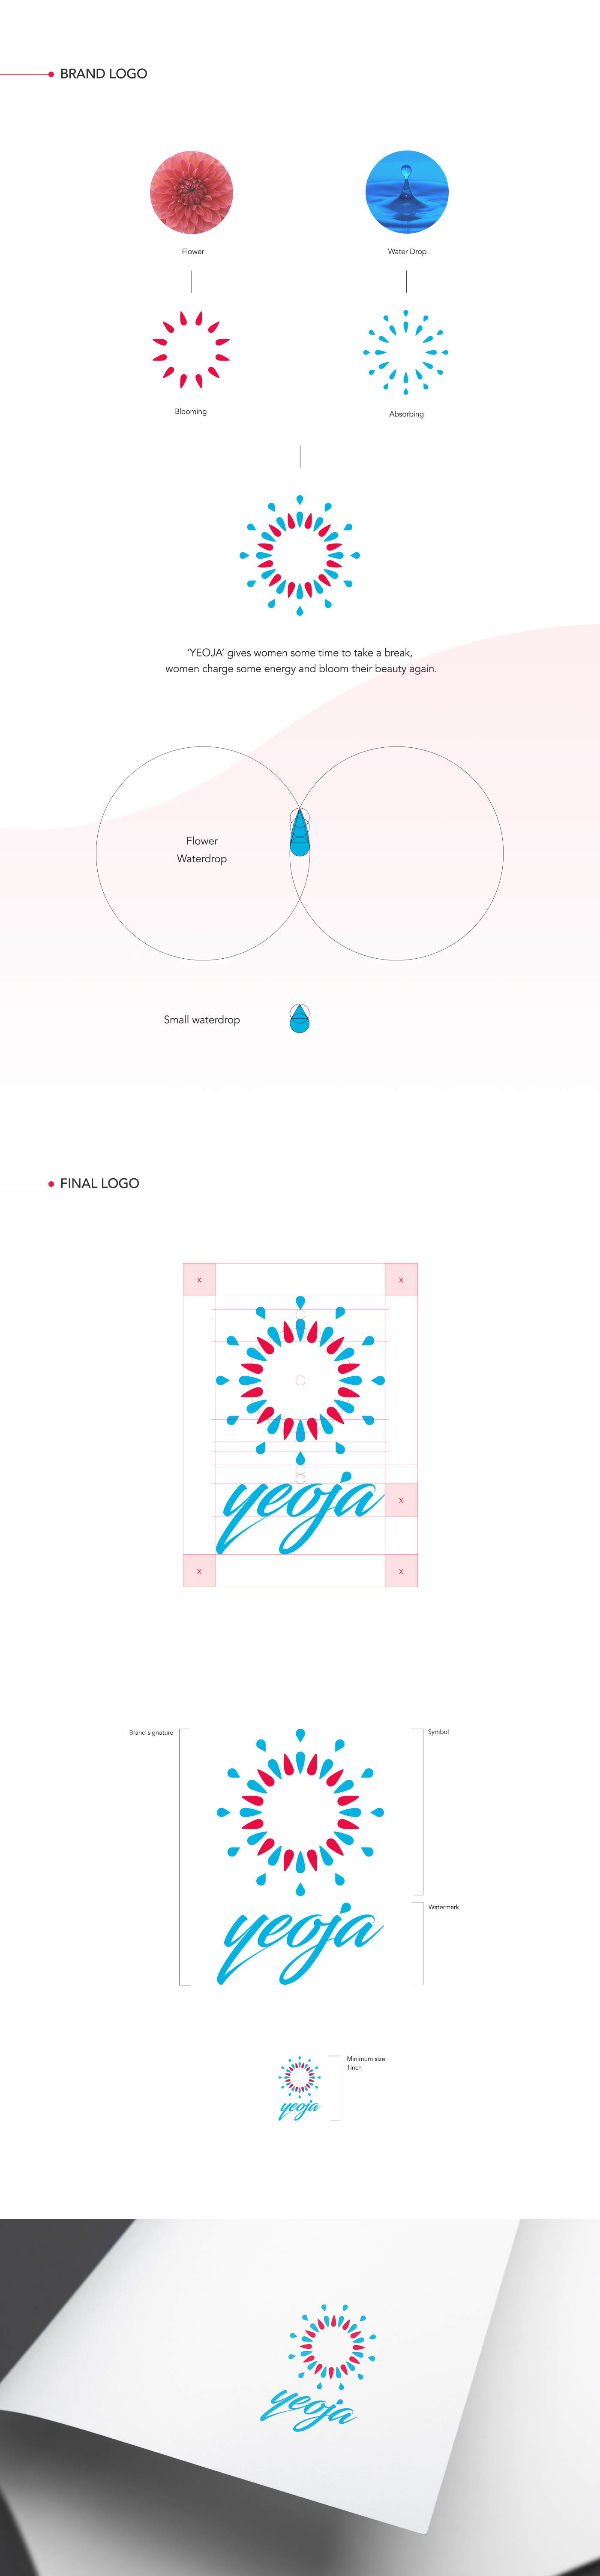 BRAND LOGO
Flower
Water Drop
Blooming
Absorbing
‘YEOJA’ gives women some time to take a break,
women charge some energy and bloom their beauty again.
Flower
Waterdrop
Small waterdrop
FINAL LOGO
X
X
yeoja
X
X
X
Brand signature
Symbol
yeoja
Watermark
Minimum size
1inch
yeoja
yeoja